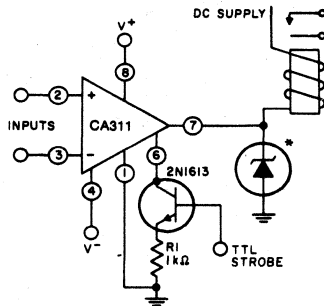 DC SUPPLY
V+
8
2
+
CA311
7
INPUTS
3
-
6
1
4
V-
2N1613
*
R1
1kΩ
TTL
STROBE